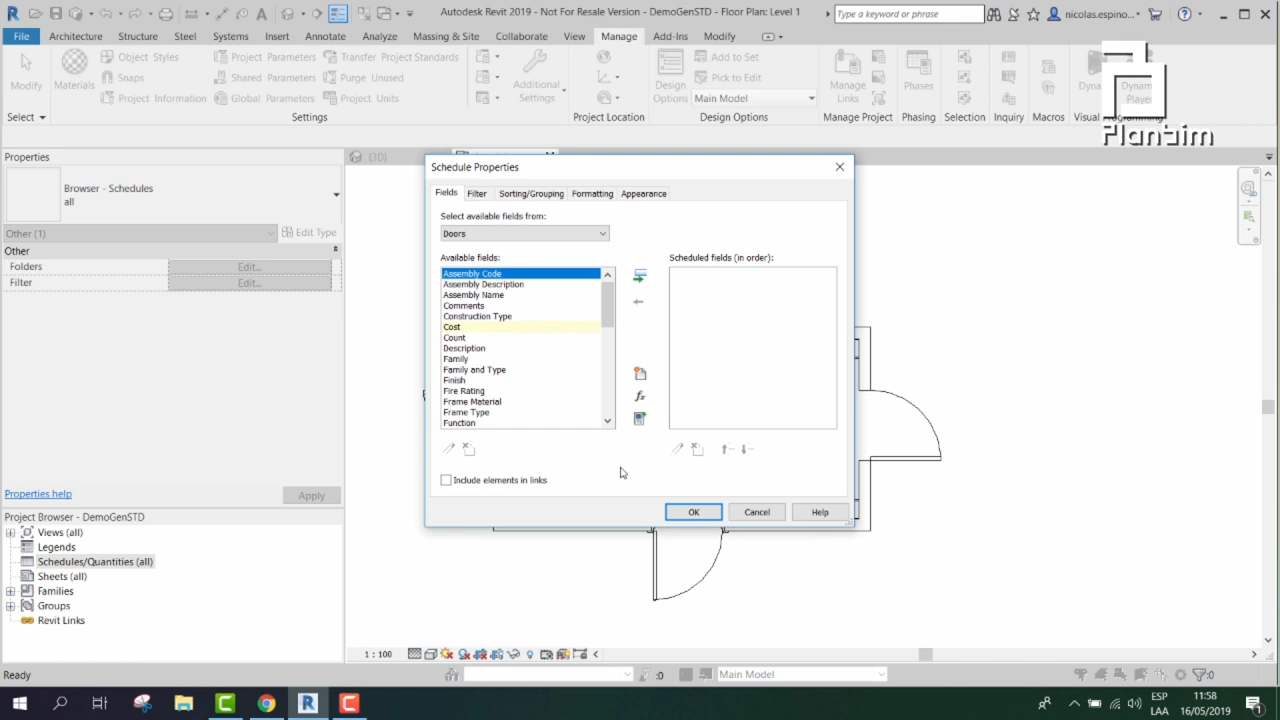 Autodesk Revit 2019 - Not For Resale Version - DemoGenSTD - Floor Plan: Level 1
Type a keyword or phrase
nicolas.espino...
File Architecture Structure Steel Systems Insert Annotate Analyze Massing & Site Collaborate View Manage Add-Ins Modify
Modify
Materials
Object Styles
Snaps
Project Information
Project Parameters
Shared Parameters
Global Parameters
Transfer Project Standards
Purge Unused
Project Units
Additional
Settings
Design
Options
Add to Set
Pick to Edit
Main Model
Manage
Links
Phases
Dynam
Player
Select
Settings
Project Location
Design Options
Manage Project
Phasing
Selection
Inquiry
Macros
PlanBim
Properties
Browser - Schedules
all
Other (1)
Edit Type
Other
Folders Edit...
Filter Edit...
Properties help
Apply
Project Browser - DemoGenSTD
Views (all)
Legends
Schedules/Quantities (all)
Sheets (all)
Families
Groups
Revit Links
{3D}
Schedule Properties
Fields Filter Sorting/Grouping Formatting Appearance
Select available fields from:
Doors
Available fields:
Assembly Code
Assembly Description
Assembly Name
Comments
Construction Type
Cost
Count
Description
Family
Family and Type
Finish
Fire Rating
Frame Material
Frame Type
Function
Scheduled fields (in order):
Include elements in links
OK Cancel Help
1 : 100
Ready
:0
Main Model
:0
ESP
LAA
11:58
16/05/2019
1